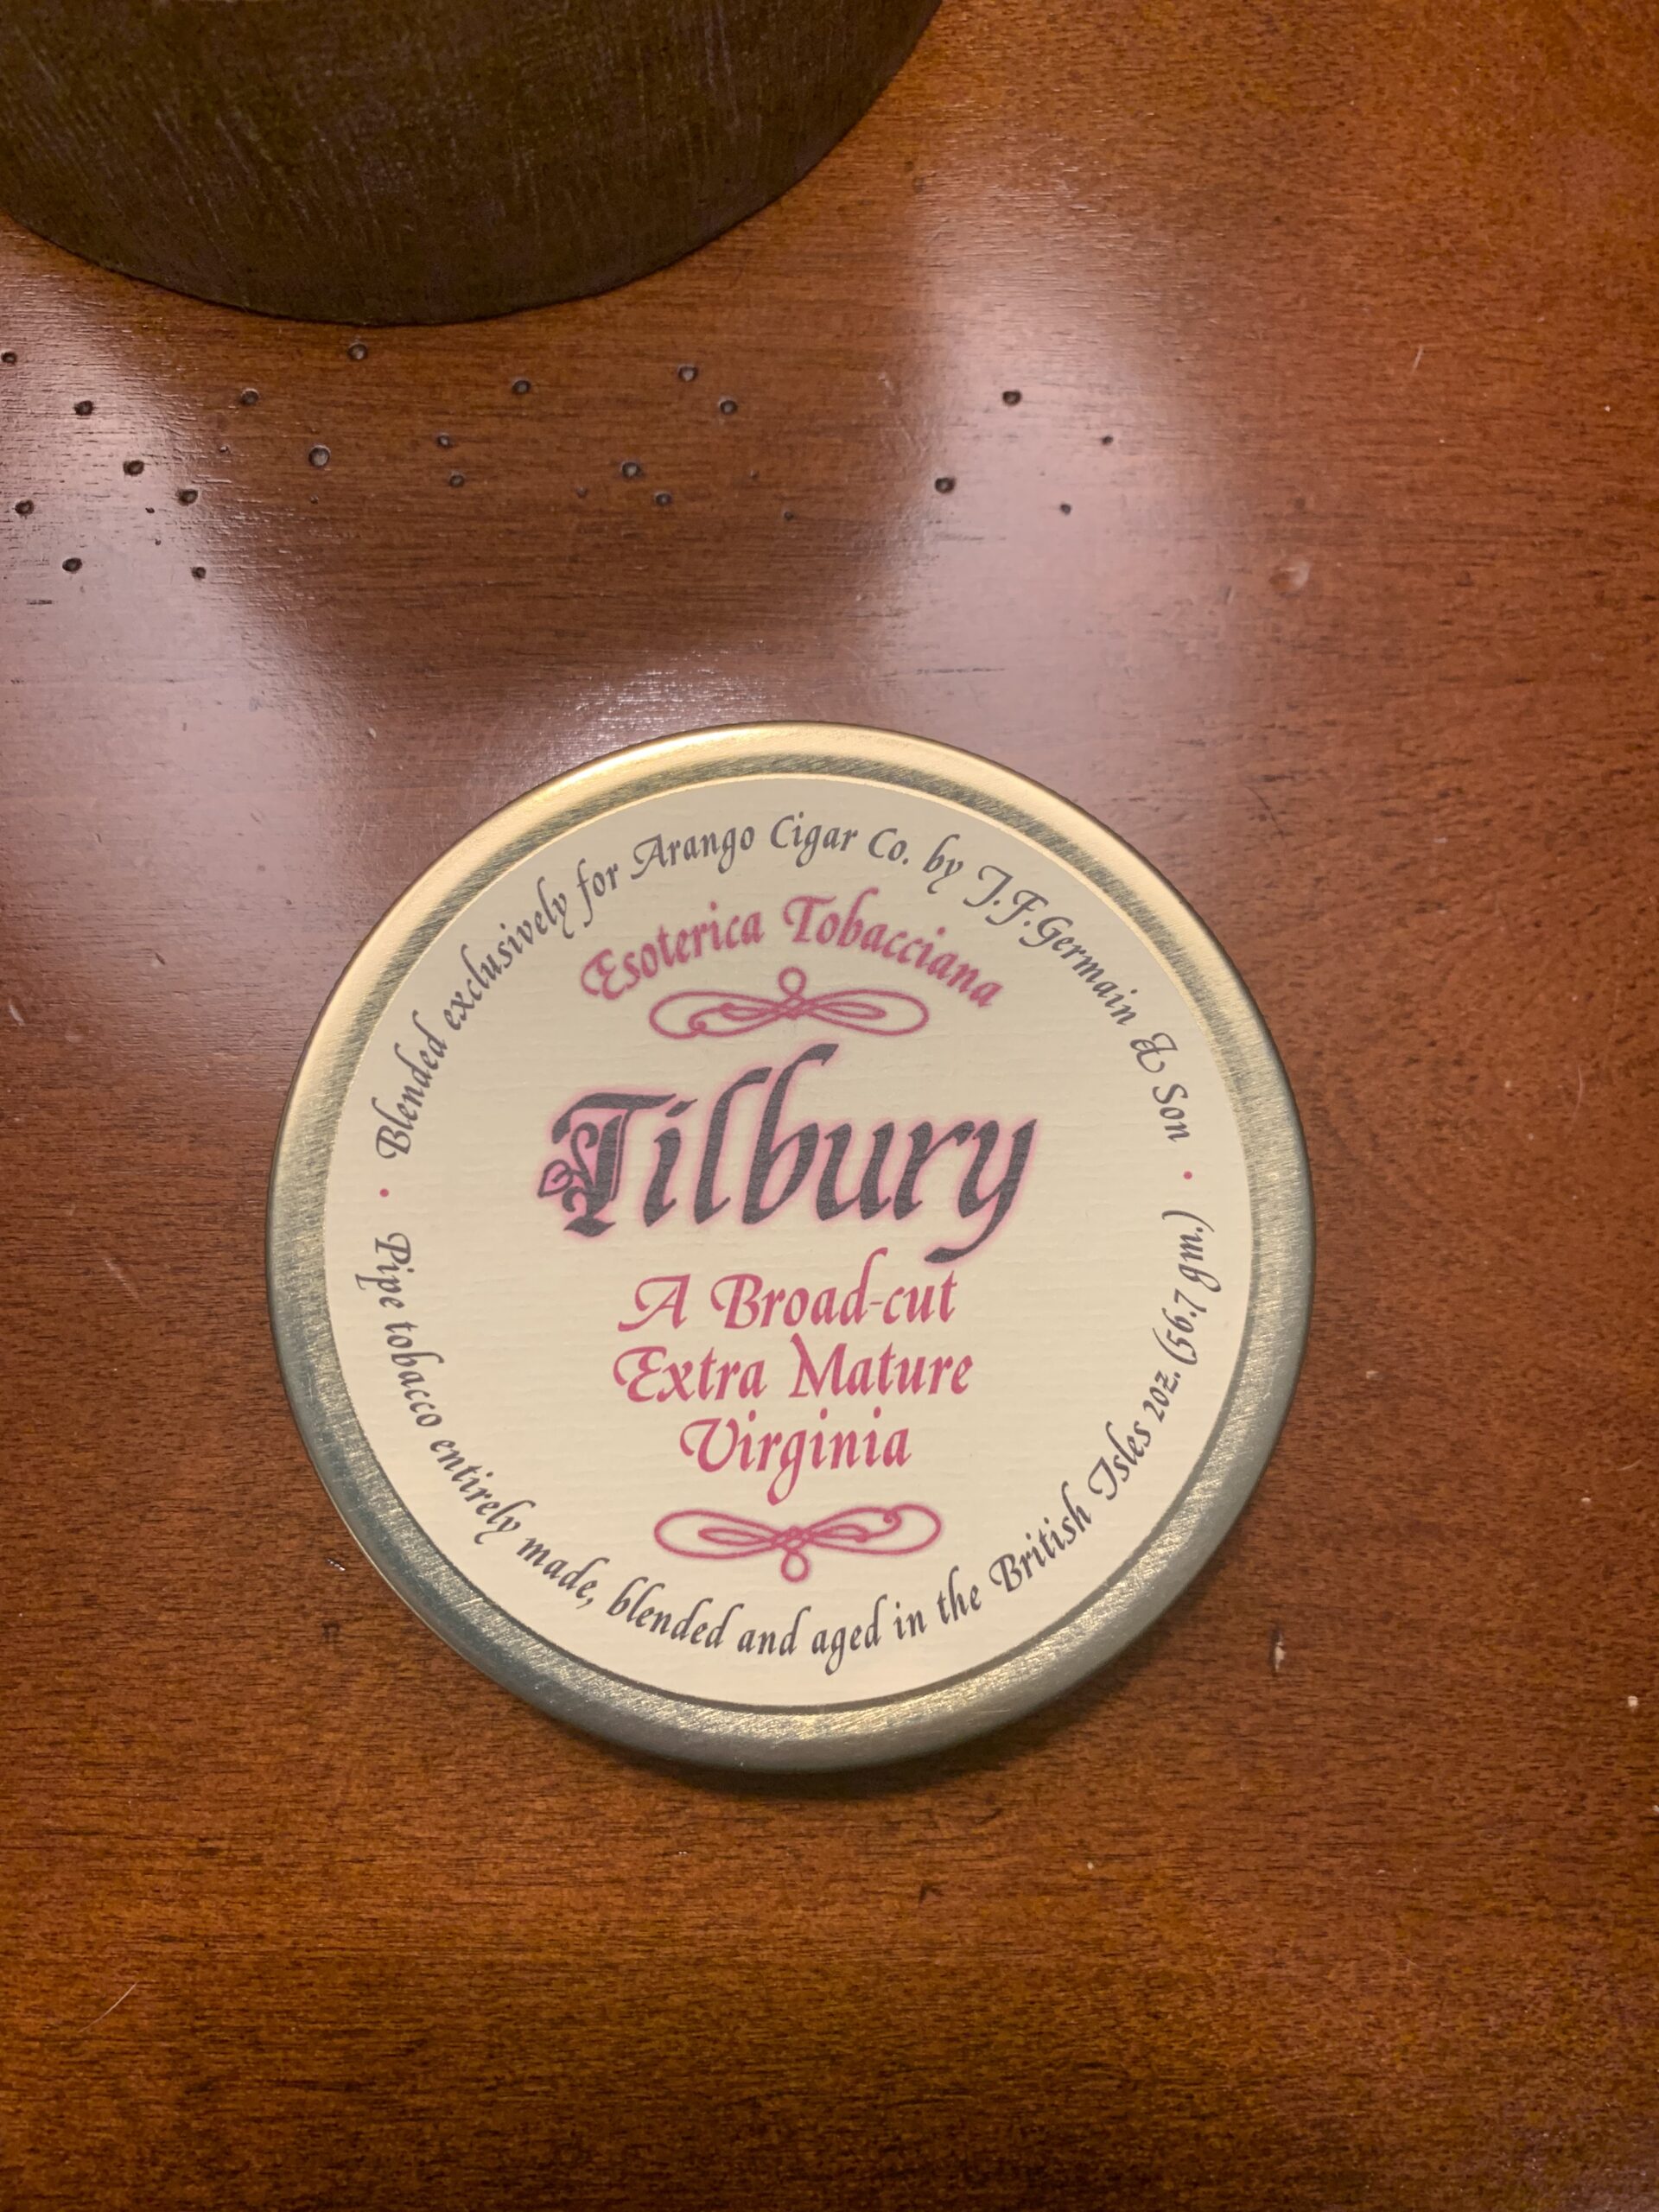 Blended exclusively for Arango Cigar Co. by J.F.Germain & Son
Esoterica Tobacciana
Tilbury
A Broad-cut
Extra Mature
Virginia
Pipe tobacco entirely made, blended and aged in the British Isles 2oz. (56.7 gm.)